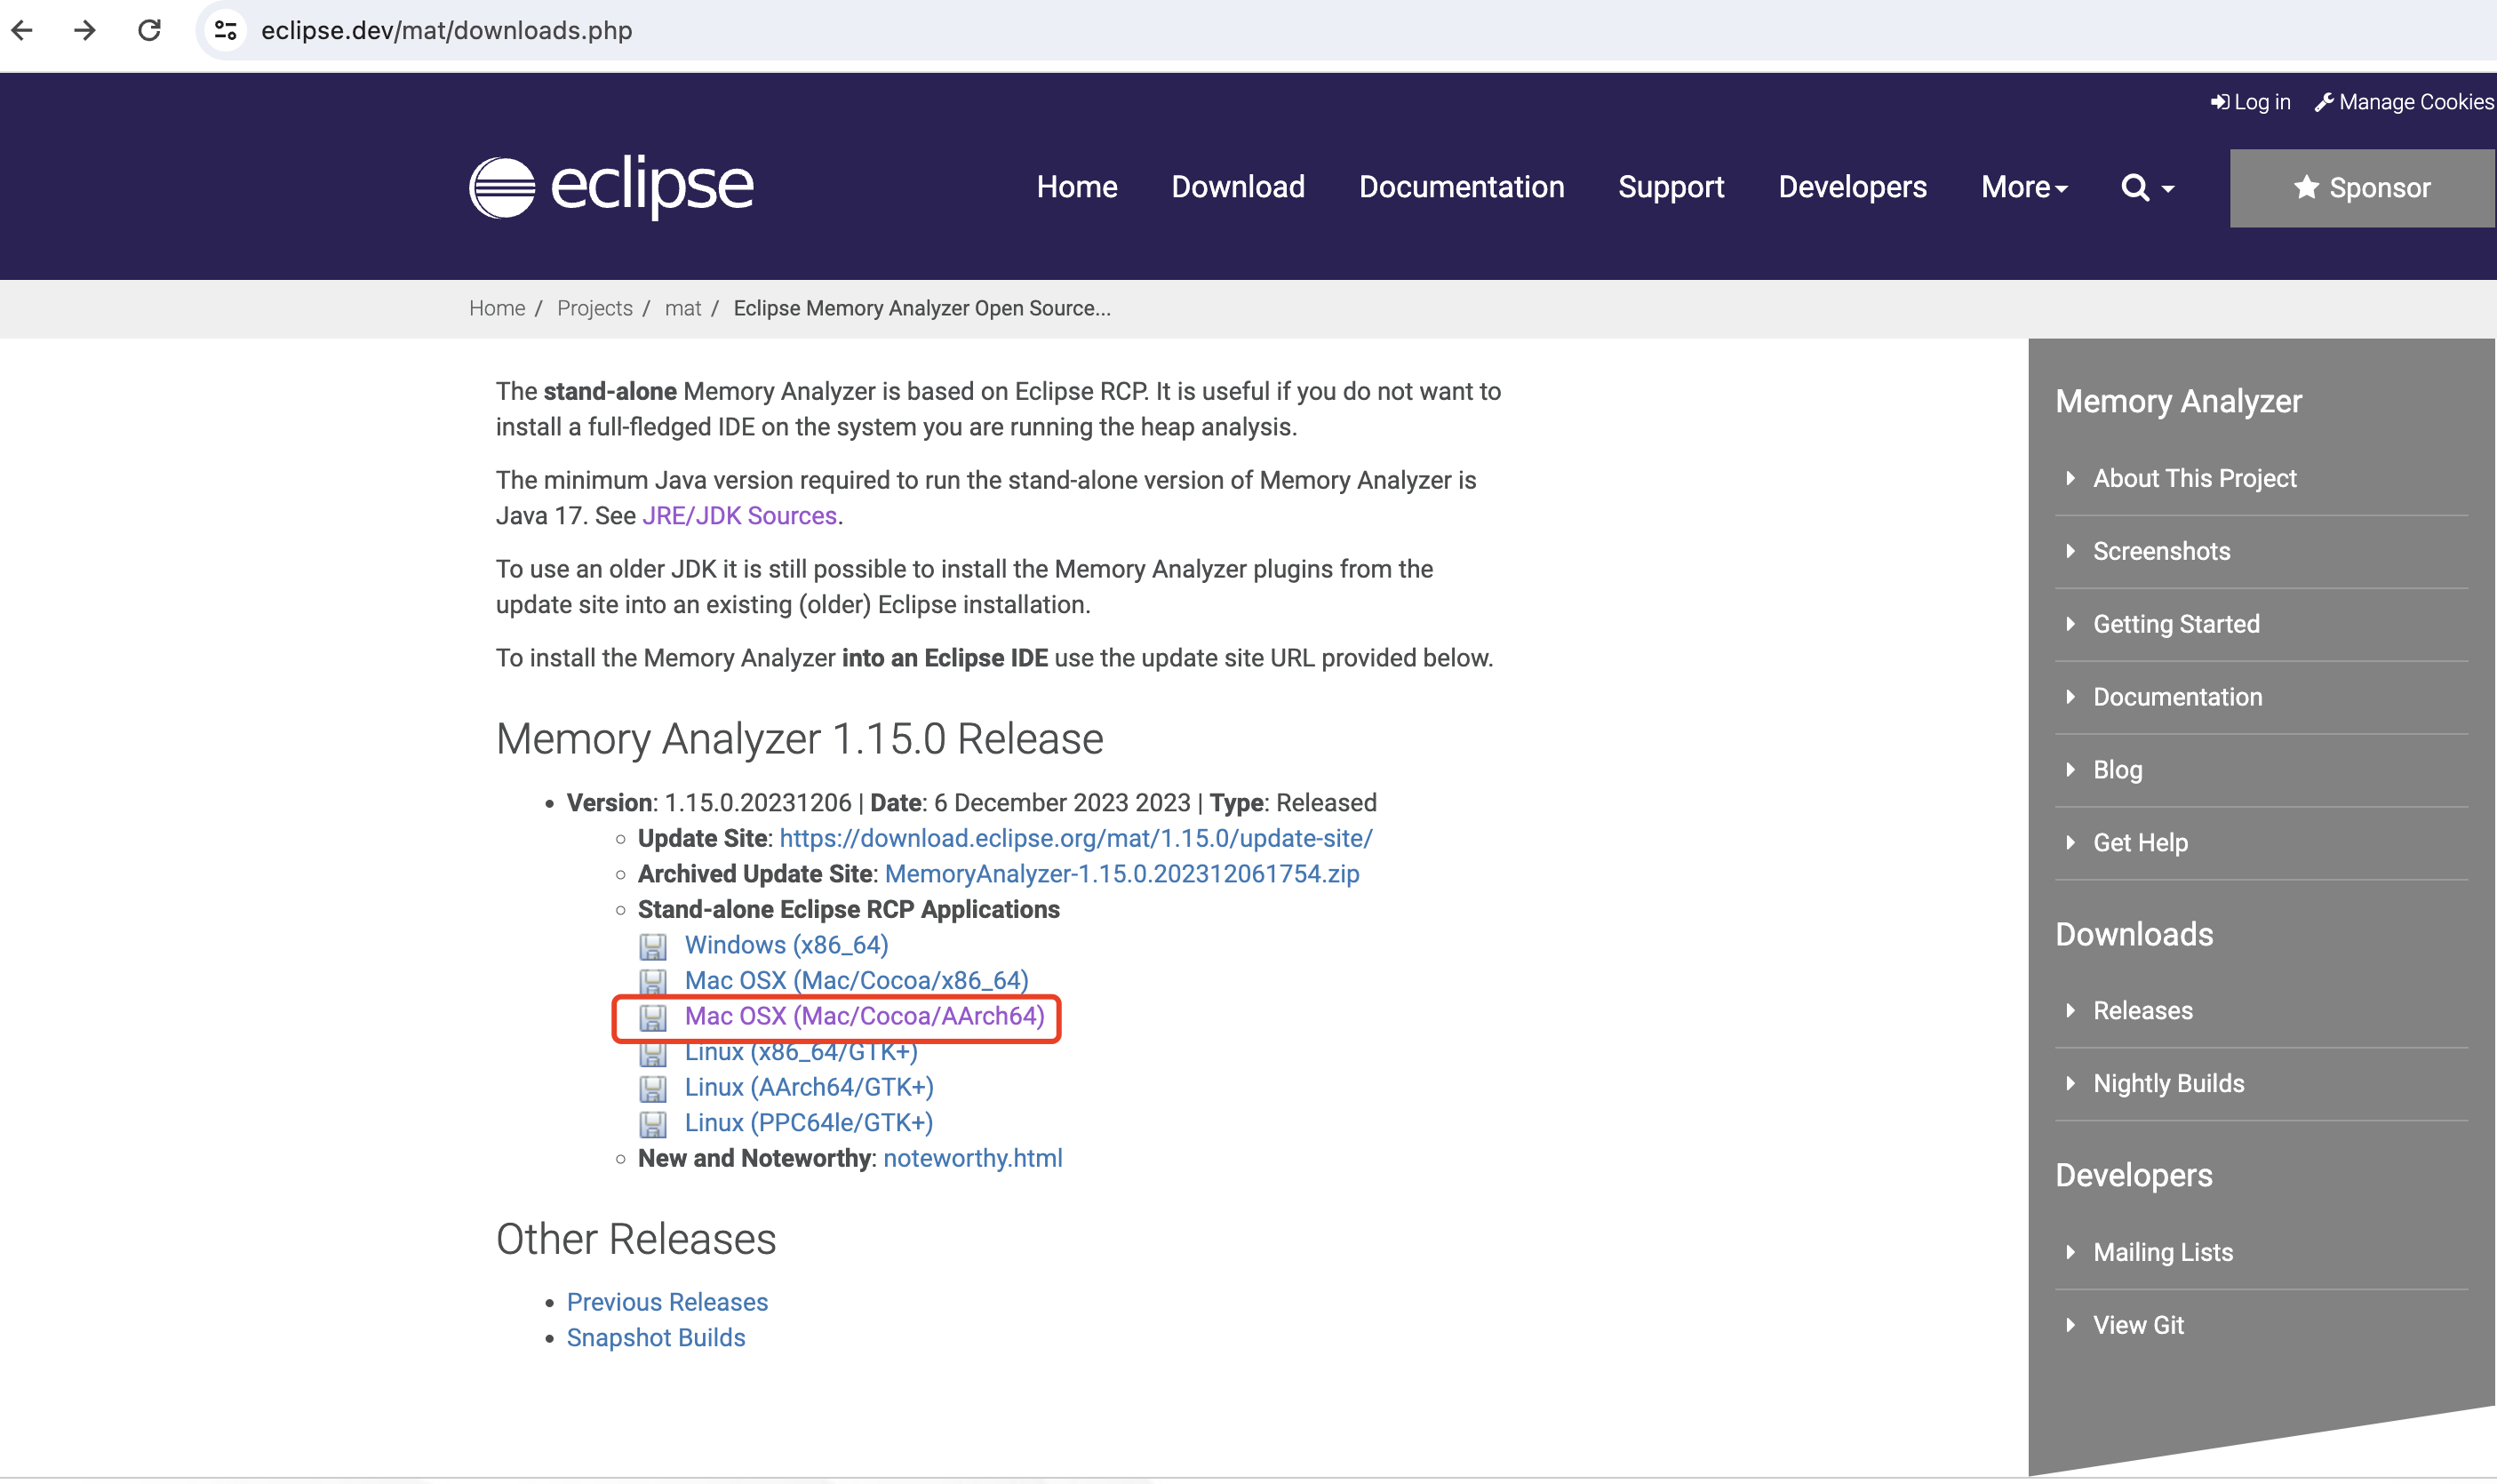 eclipse.dev/mat/downloads.php
Log in Manage Cookies
eclipse Home Download Documentation Support Developers More Sponsor
Home / Projects / mat / Eclipse Memory Analyzer Open Source...
The stand-alone Memory Analyzer is based on Eclipse RCP. It is useful if you do not want to
install a full-fledged IDE on the system you are running the heap analysis.
The minimum Java version required to run the stand-alone version of Memory Analyzer is
Java 17. See JRE/JDK Sources.
To use an older JDK it is still possible to install the Memory Analyzer plugins from the
update site into an existing (older) Eclipse installation.
To install the Memory Analyzer into an Eclipse IDE use the update site URL provided below.
Memory Analyzer 1.15.0 Release
• Version: 1.15.0.20231206 | Date: 6 December 2023 2023 | Type: Released
○ Update Site: https://download.eclipse.org/mat/1.15.0/update-site/
○ Archived Update Site: MemoryAnalyzer-1.15.0.202312061754.zip
○ Stand-alone Eclipse RCP Applications
Windows (x86_64)
Mac OSX (Mac/Cocoa/x86_64)
Mac OSX (Mac/Cocoa/AArch64)
Linux (x86_64/GTK+)
Linux (AArch64/GTK+)
Linux (PPC64le/GTK+)
○ New and Noteworthy: noteworthy.html
Other Releases
• Previous Releases
• Snapshot Builds
Memory Analyzer
About This Project
Screenshots
Getting Started
Documentation
Blog
Get Help
Downloads
Releases
Nightly Builds
Developers
Mailing Lists
View Git